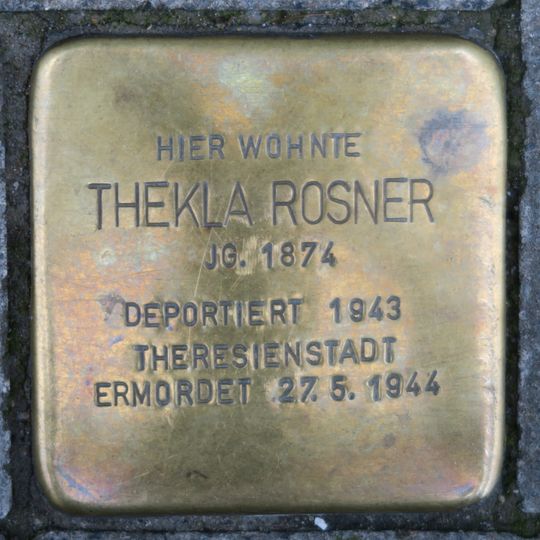 HIER WOHNTE
THEKLA ROSNER
JG. 1874
DEPORTIERT 1943
THERESIENSTADT
ERMORDET 27. 5. 1944